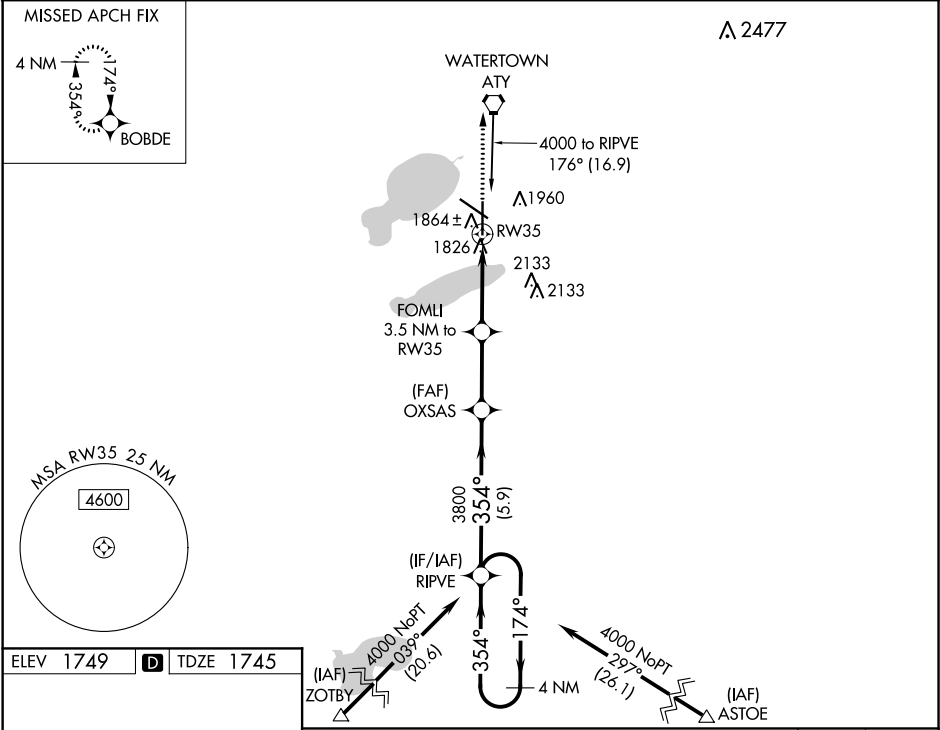 MISSED APCH FIX
4 NM
174°
354°
BOBDE
2477
WATERTOWN
ATY
4000 to RIPVE
176° (16.9)
1960
1864 ±
RW35
1826
2133
2133
FOMLI
3.5 NM to
RW35
(FAF)
OXSAS
MSA RW35 25 NM
4600
3800
354°
(5.9)
(IF/IAF)
RIPVE
4000 NoPT
039°
(20.6)
354°
174°
4 NM
4000 NoPT
297°
(26.1)
(IAF)
ZOTBY
(IAF)
ASTOE
ELEV 1749 D TDZE 1745